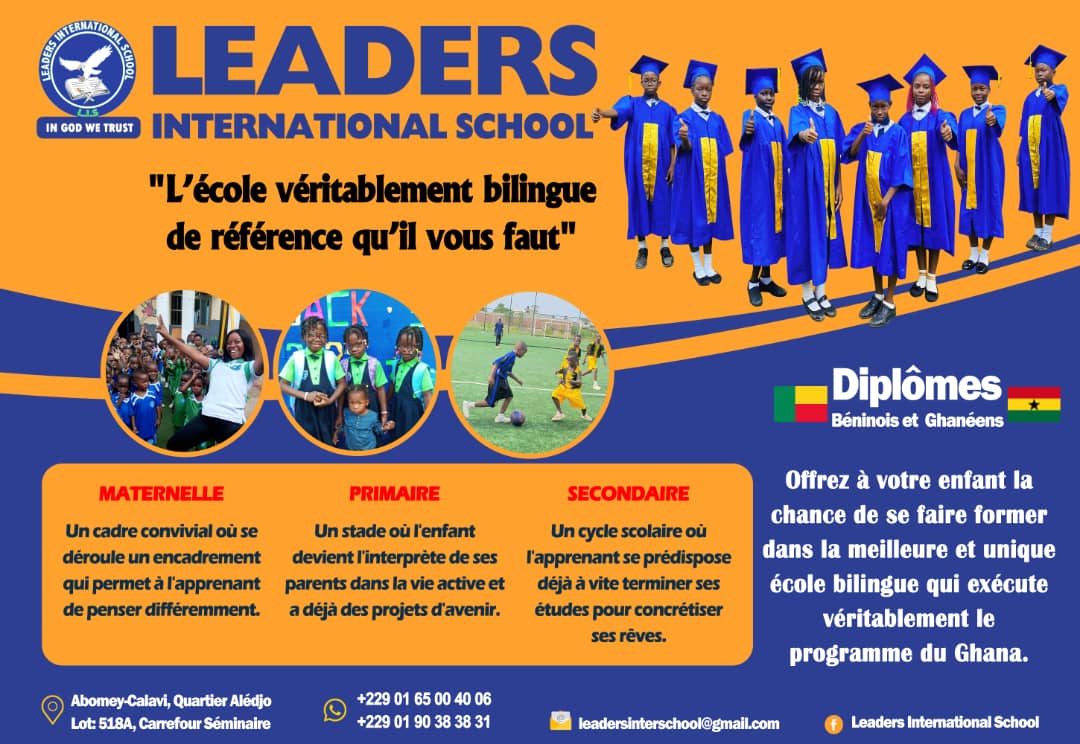 LEADERS INTERNATIONAL SCHOOL
L.I.S
IN GOD WE TRUST
LEADERS
INTERNATIONAL SCHOOL
"L'école véritablement bilingue
de référence qu'il vous faut"
Diplômes
Béninois et Ghanéens
MATERNELLE
Un cadre convivial où se
déroule un encadrement
qui permet à l'apprenant
de penser différemment.
PRIMAIRE
Un stade où l'enfant
devient l'interprète de ses
parents dans la vie active et
a déjà des projets d'avenir.
SECONDAIRE
Un cycle scolaire où
l'apprenant se prédispose
déjà à vite terminer ses
études pour concrétiser
ses rêves.
Offrez à votre enfant la
chance de se faire former
dans la meilleure et unique
école bilingue qui exécute
véritablement le
programme du Ghana.
Abomey-Calavi, Quartier Alédjo
Lot: 518A, Carrefour Séminaire
+229 01 65 00 40 06
+229 01 90 38 38 31
leadersinterschool@gmail.com
Leaders International School